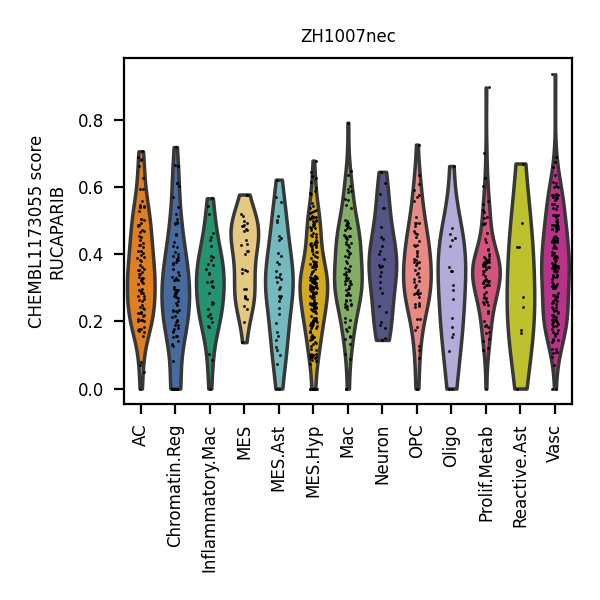 ZH1007nec
CHEMBL1173055 score
RUCAPARIB
0.8
0.6
0.4
0.2
0.0
AC
Chromatin.Reg
Inflammatory.Mac
MES
MES.Ast
MES.Hyp
Mac
Neuron
OPC
Oligo
Prolif.Metab
Reactive.Ast
Vasc